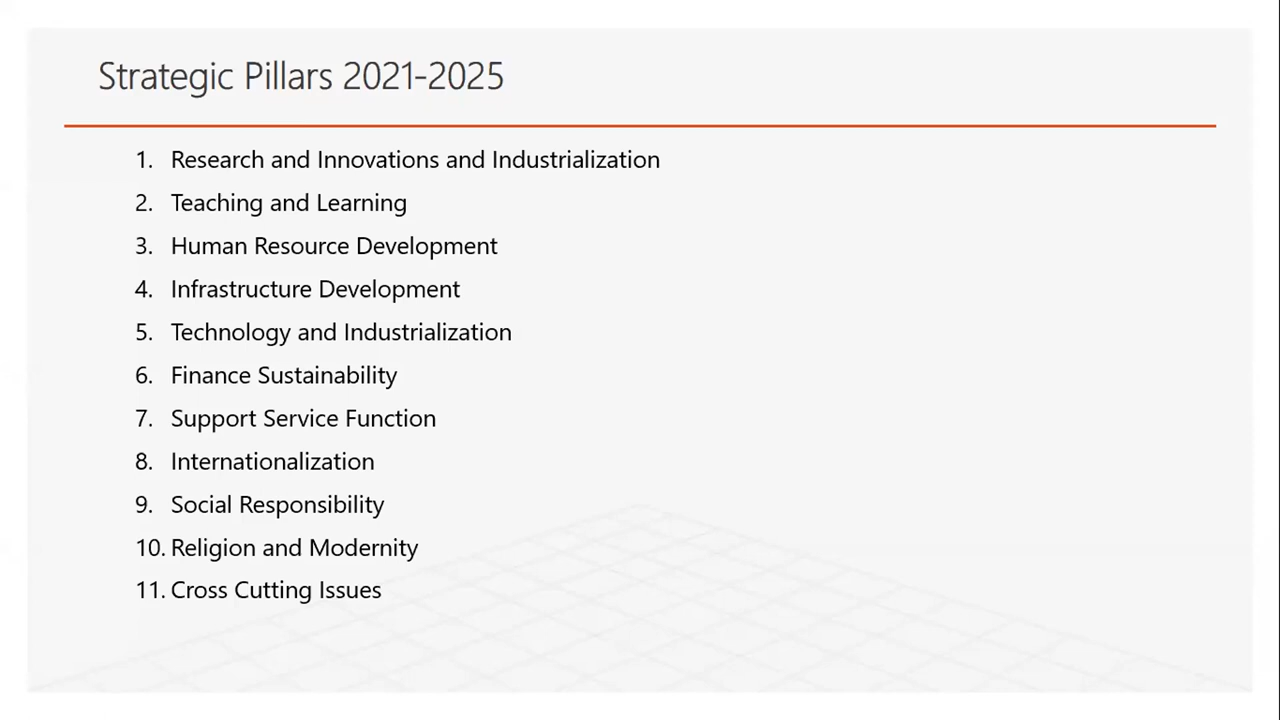 Strategic Pillars 2021-2025
1. Research and Innovations and Industrialization
2. Teaching and Learning
3. Human Resource Development
4. Infrastructure Development
5. Technology and Industrialization
6. Finance Sustainability
7. Support Service Function
8. Internationalization
9. Social Responsibility
10. Religion and Modernity
11. Cross Cutting Issues